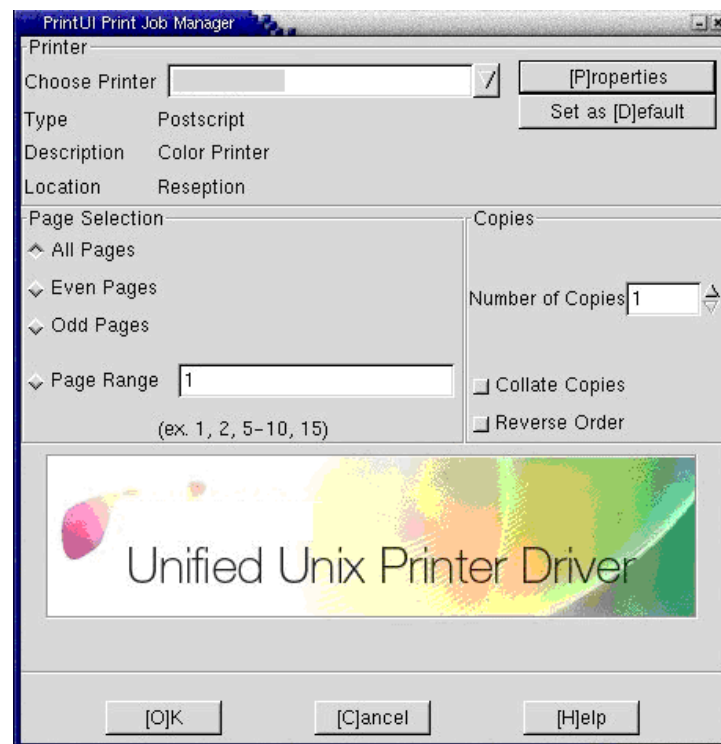 PrintUI Print Job Manager
Printer
Choose Printer
[P]roperties
Set as [D]efault
Type Postscript
Description Color Printer
Location Reseption
Page Selection
All Pages
Even Pages
Odd Pages
Page Range 1
(ex. 1, 2, 5-10, 15)
Copies
Number of Copies 1
Collate Copies
Reverse Order
Unified Unix Printer Driver
[O]K
[C]ancel
[H]elp